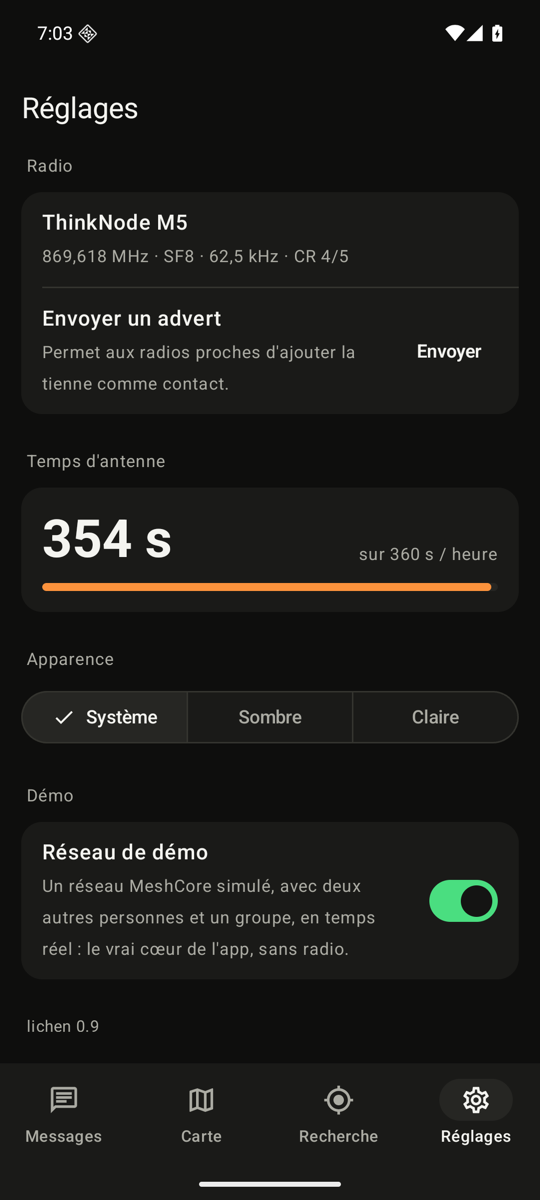 7:03
Réglages
Radio
ThinkNode M5
869,618 MHz · SF8 · 62,5 kHz · CR 4/5
Envoyer un advert
Permet aux radios proches d'ajouter la
tienne comme contact.
Envoyer
Temps d'antenne
354 s
sur 360 s / heure
Apparence
Système
Sombre
Claire
Démo
Réseau de démo
Un réseau MeshCore simulé, avec deux
autres personnes et un groupe, en temps
réel : le vrai cœur de l'app, sans radio.
lichen 0.9
Messages
Carte
Recherche
Réglages